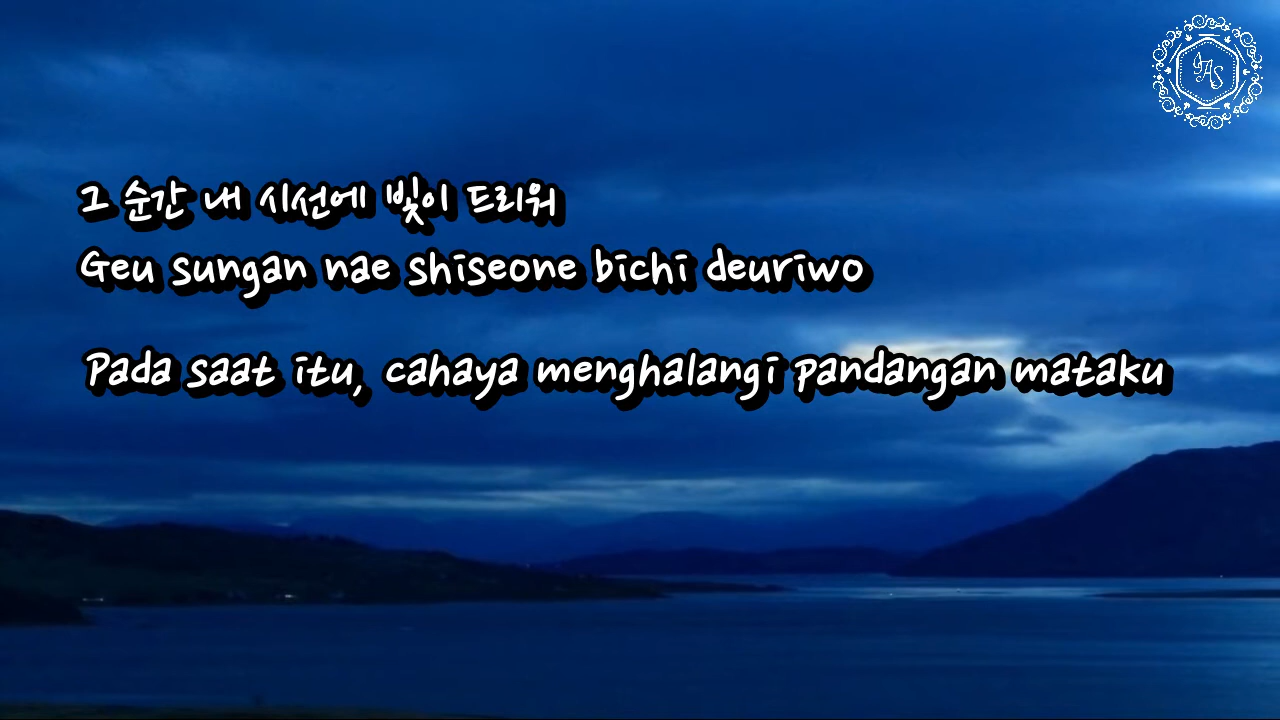 JAS
그 순간 내 시선에 빛이 드리워
Geu sungan nae shiseone bichi deuriwo
Pada saat itu, cahaya menghalangi pandangan mataku